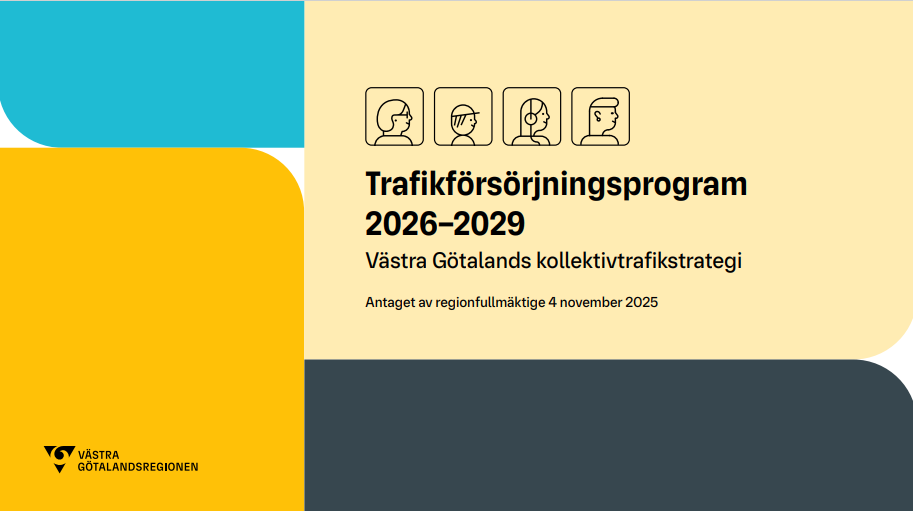 Trafikförsörjningsprogram
2026–2029
Västra Götalands kollektivtrafikstrategi
Antaget av regionfullmäktige 4 november 2025
VÄSTRA
GÖTALANDSREGIONEN